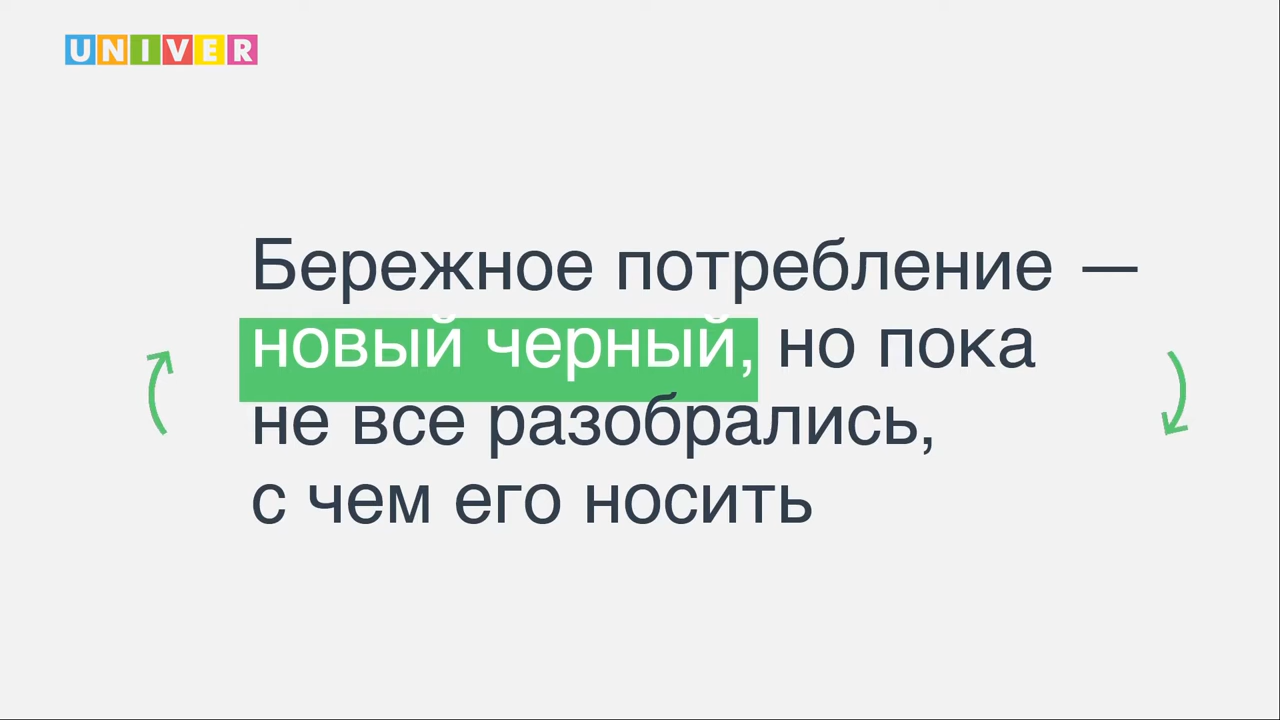 UNIVER
Бережное потребление —
новый черный, но пока
не все разобрались,
с чем его носить